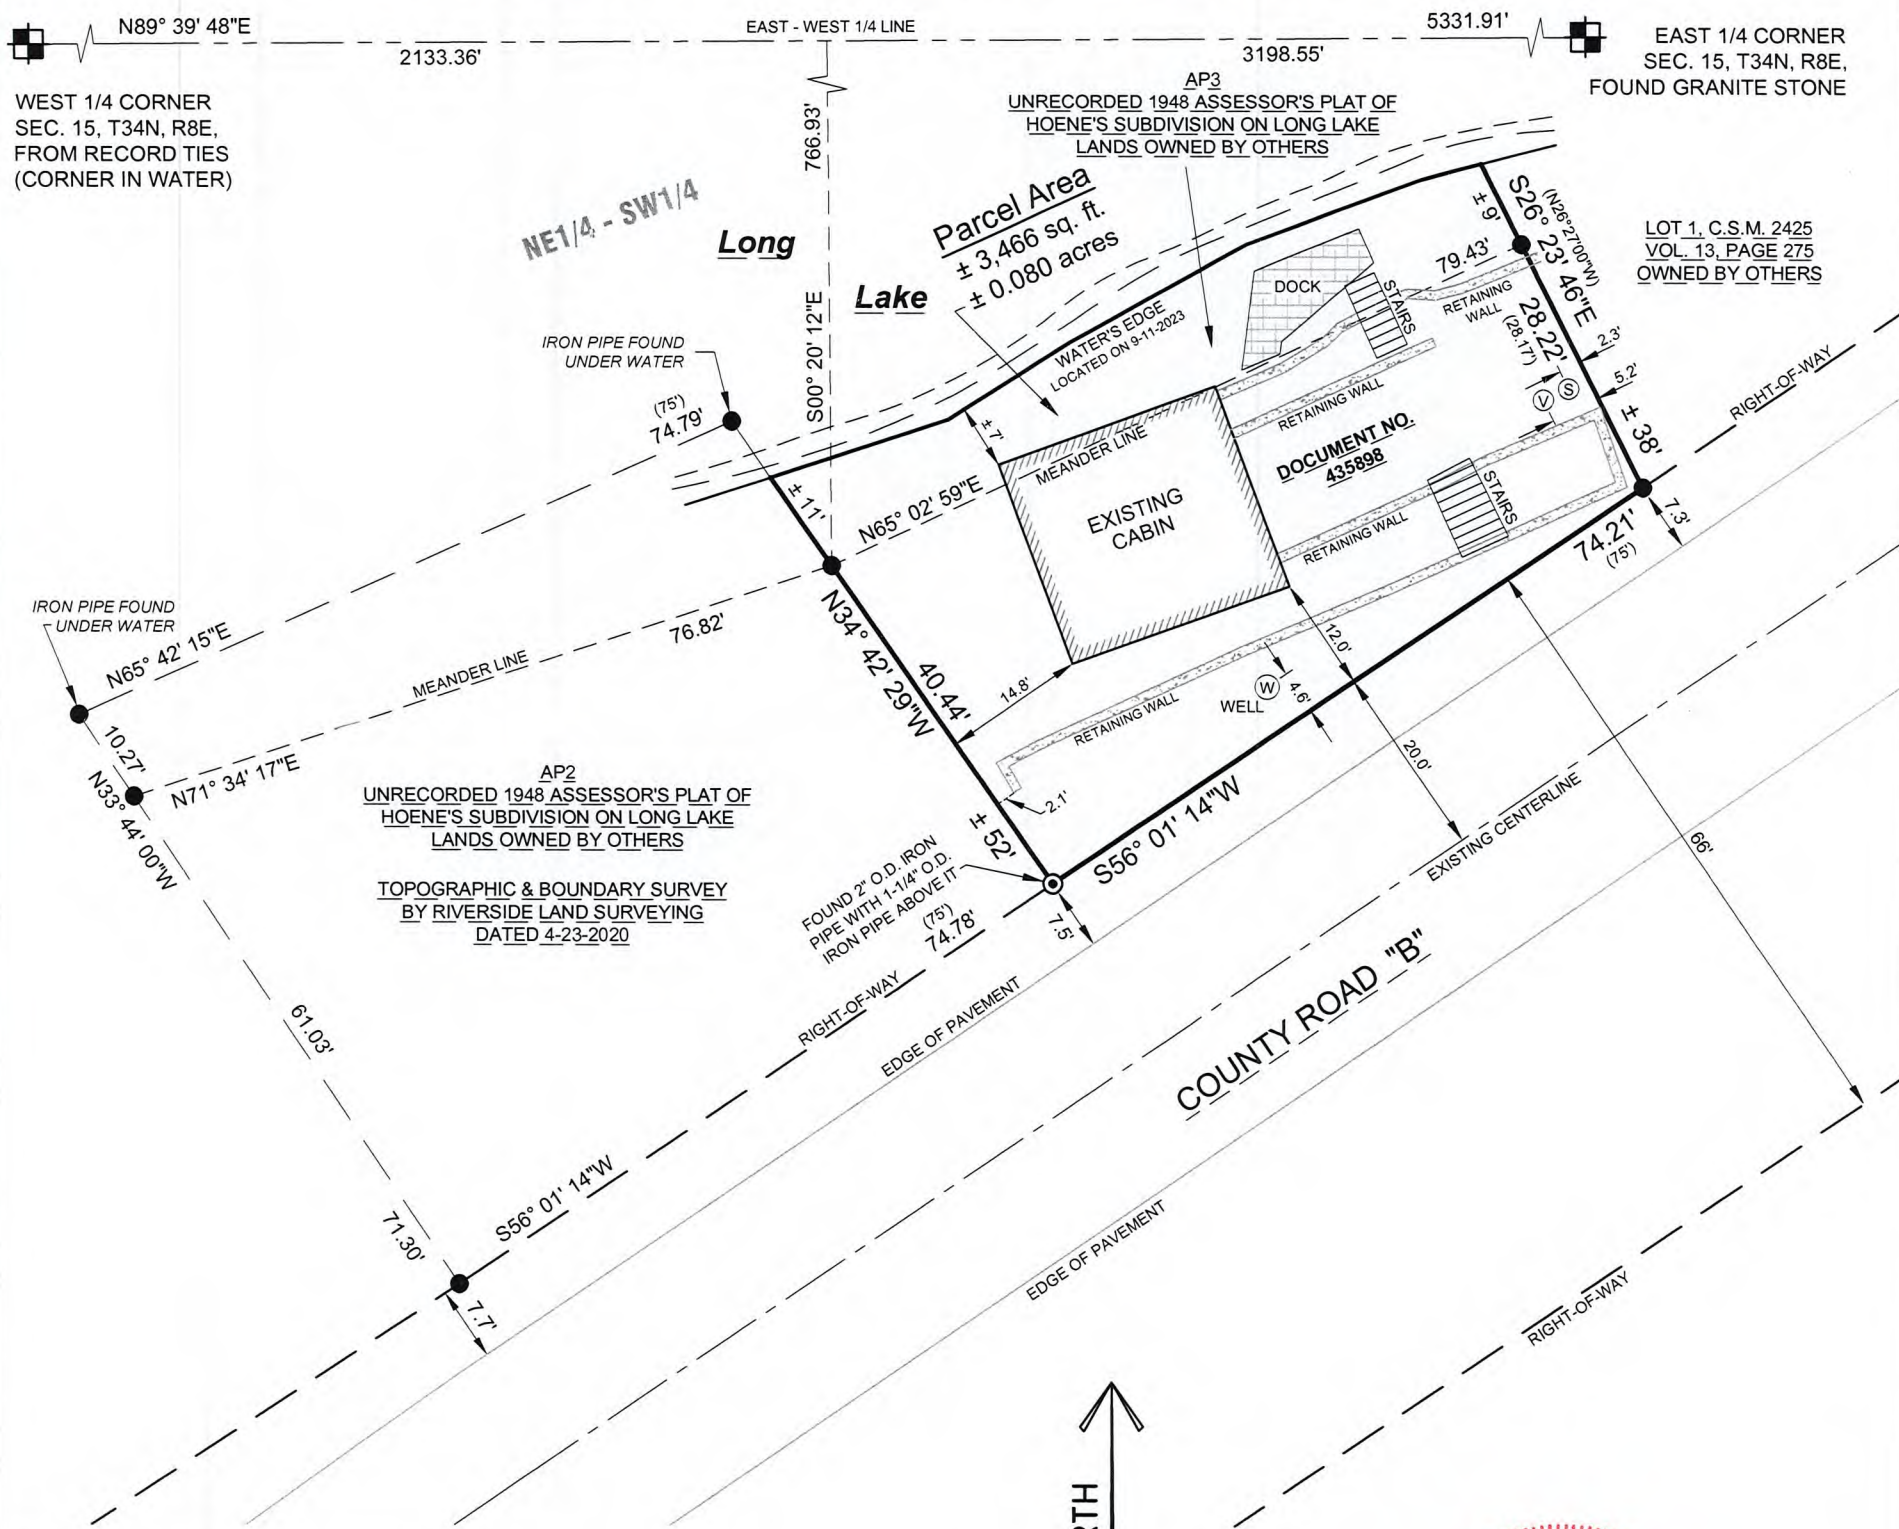 N89° 39' 48"E
EAST - WEST 1/4 LINE
5331.91'
2133.36'
3198.55'
WEST 1/4 CORNER
SEC. 15, T34N, R8E,
FROM RECORD TIES
(CORNER IN WATER)
EAST 1/4 CORNER
SEC. 15, T34N, R8E,
FOUND GRANITE STONE
766.93'
S00° 20' 12"E
AP3
UNRECORDED 1948 ASSESSOR'S PLAT OF
HOENE'S SUBDIVISION ON LONG LAKE
LANDS OWNED BY OTHERS
NE1/4 - SW1/4
Long
Lake
Parcel Area
± 3,466 sq. ft.
± 0.080 acres
LOT 1, C.S.M. 2425
VOL. 13, PAGE 275
OWNED BY OTHERS
± 9'
S26° 23' 46"E
(N26°27'00"W)
79.43'
28.22'
(28.17')
2.3'
5.2'
± 38'
DOCK
STAIRS
RETAINING
WALL
WATER'S EDGE
LOCATED ON 9-11-2023
RETAINING WALL
DOCUMENT NO.
435898
V
S
RIGHT-OF-WAY
IRON PIPE FOUND
UNDER WATER
(75')
74.79'
± 7'
MEANDER LINE
N65° 02' 59"E
± 11'
EXISTING
CABIN
RETAINING WALL
STAIRS
7.3'
74.21'
(75')
IRON PIPE FOUND
UNDER WATER
N65° 42' 15"E
MEANDER LINE
76.82'
10.27'
N71° 34' 17"E
N33° 44' 00"W
N34° 42' 29"W
40.44'
14.8'
12.0'
W
WELL
4.6'
RETAINING WALL
2.1'
20.0'
66'
± 52'
S56° 01' 14"W
AP2
UNRECORDED 1948 ASSESSOR'S PLAT OF
HOENE'S SUBDIVISION ON LONG LAKE
LANDS OWNED BY OTHERS
TOPOGRAPHIC & BOUNDARY SURVEY
BY RIVERSIDE LAND SURVEYING
DATED 4-23-2020
FOUND 2" O.D. IRON
PIPE WITH 1-1/4" O.D.
IRON PIPE ABOVE IT
(75')
74.78'
7.5'
EXISTING CENTERLINE
RIGHT-OF-WAY
EDGE OF PAVEMENT
COUNTY ROAD "B"
61.03'
71.30'
S56° 01' 14"W
7.7'
EDGE OF PAVEMENT
RIGHT-OF-WAY